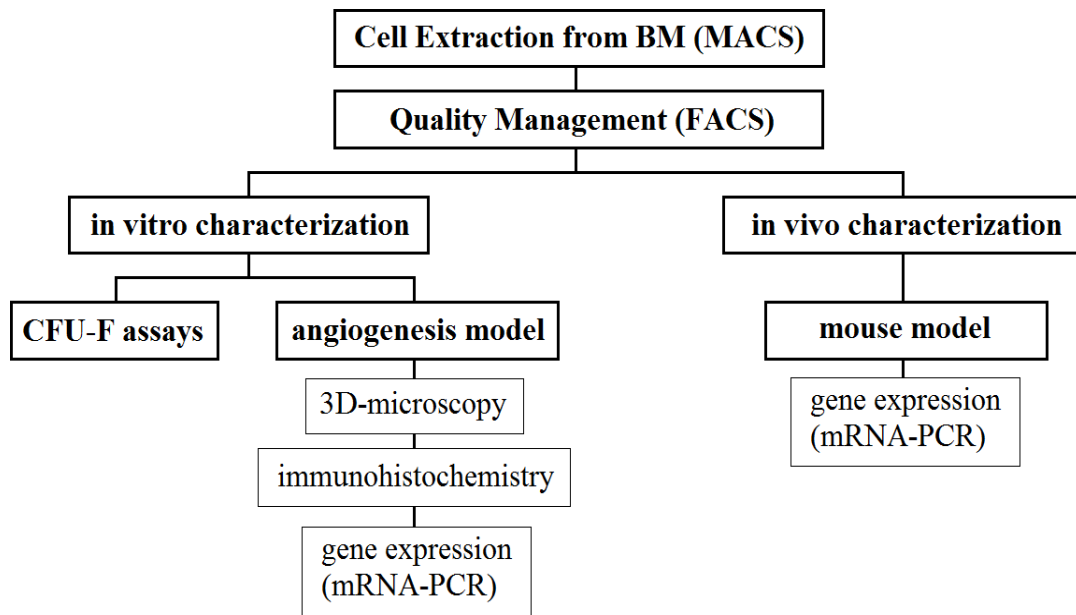 Cell Extraction from BM (MACS)
Quality Management (FACS)
in vitro characterization
in vivo characterization
CFU-F assays
angiogenesis model
mouse model
3D-microscopy
gene expression
(mRNA-PCR)
immunohistochemistry
gene expression
(mRNA-PCR)